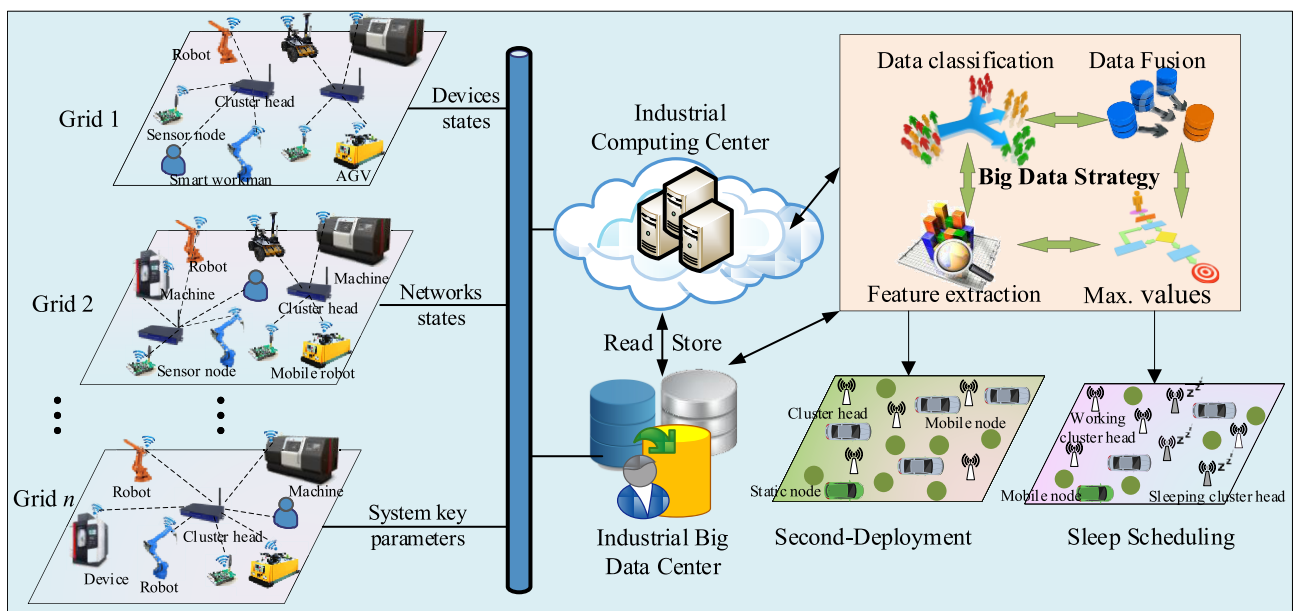 Robot
Cluster head
Grid 1
Sensor node
Smart workman
AGV
Devices
states
Robot
Machine
Machine
Grid 2
Cluster head
Sensor node
Mobile robot
Networks
states
Robot
Machine
Grid n
Cluster head
Device
Robot
System key
parameters
Industrial
Computing Center
Read
Store
Industrial Big
Data Center
Data classification
Data Fusion
Big Data Strategy
Feature extraction
Max. values
Cluster head
Mobile node
Static node
Second-Deployment
zzz
Working
cluster head
zzz
zzz
Mobile node
Sleeping cluster head
Sleep Scheduling